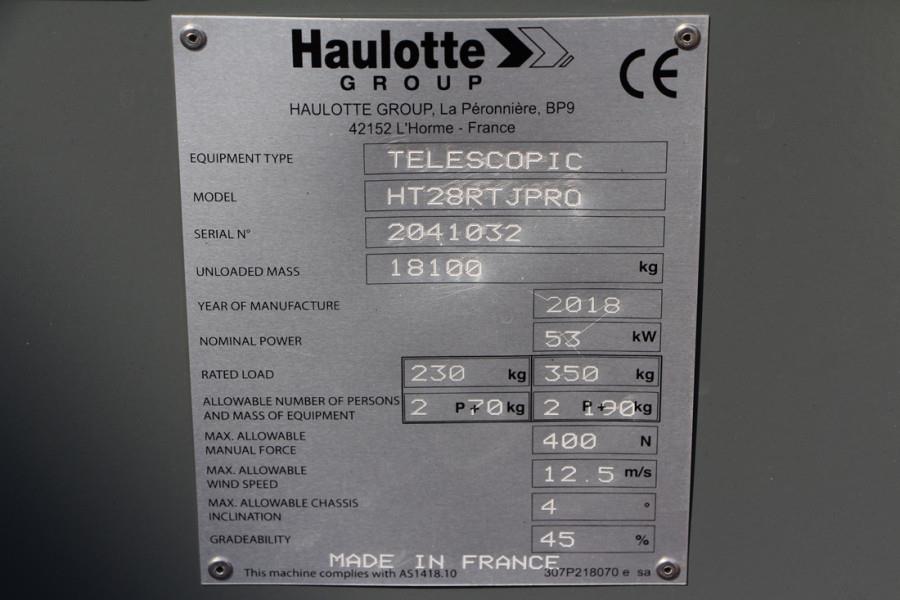 Haulotte
GROUP
CE
HAULOTTE GROUP, La Péronnière, BP9
42152 L'Horme - France
EQUIPMENT TYPE TELESCOPIC
MODEL HT28RTJPRO
SERIAL N° 2041032
UNLOADED MASS 18100 kg
YEAR OF MANUFACTURE 2018
NOMINAL POWER 53 kW
RATED LOAD 230 kg 350 kg
ALLOWABLE NUMBER OF PERSONS
AND MASS OF EQUIPMENT 2 P + 70 kg 2 P + 190 kg
MAX. ALLOWABLE
MANUAL FORCE 400 N
MAX. ALLOWABLE
WIND SPEED 12.5 m/s
MAX. ALLOWABLE CHASSIS
INCLINATION 4 °
GRADEABILITY 45 %
MADE IN FRANCE
This machine complies with AS1418.10 307P218070 e sa